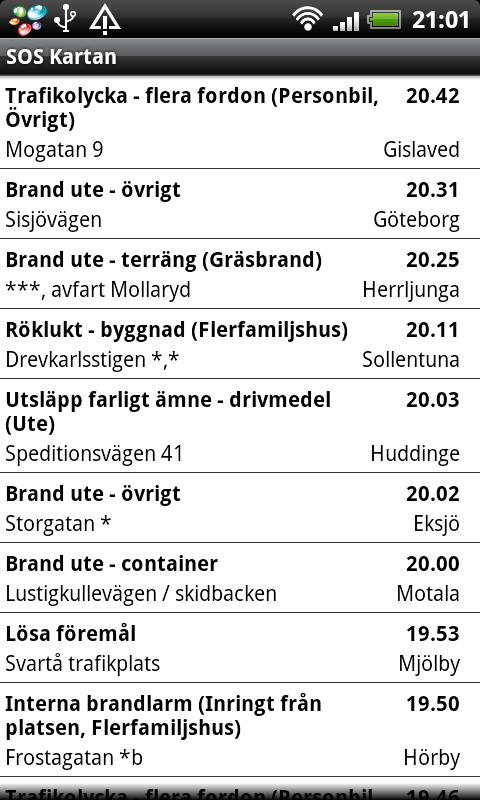 21:01
SOS Kartan
Trafikolycka - flera fordon (Personbil, 20.42
Övrigt)
Mogatan 9 Gislaved
Brand ute - övrigt 20.31
Sisjövägen Göteborg
Brand ute - terräng (Gräsbrand) 20.25
***, avfart Mollaryd Herrljunga
Röklukt - byggnad (Flerfamiljshus) 20.11
Drevkarlsstigen *,* Sollentuna
Utsläpp farligt ämne - drivmedel 20.03
(Ute)
Speditionsvägen 41 Huddinge
Brand ute - övrigt 20.02
Storgatan * Eksjö
Brand ute - container 20.00
Lustigkullevägen / skidbacken Motala
Lösa föremål 19.53
Svartå trafikplats Mjölby
Interna brandlarm (Inringt från 19.50
platsen, Flerfamiljshus)
Frostagatan *b Hörby
Trafikolycka - flera fordon (Personbil 19.46